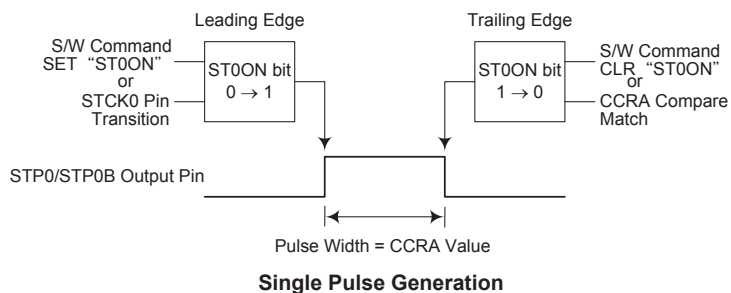 Leading Edge
S/W Command
SET “ST0ON”
or
STCK0 Pin
Transition
ST0ON bit
0 → 1
Trailing Edge
ST0ON bit
1 → 0
S/W Command
CLR “ST0ON”
or
CCRA Compare
Match
STP0/STP0B Output Pin
Pulse Width = CCRA Value
Single Pulse Generation